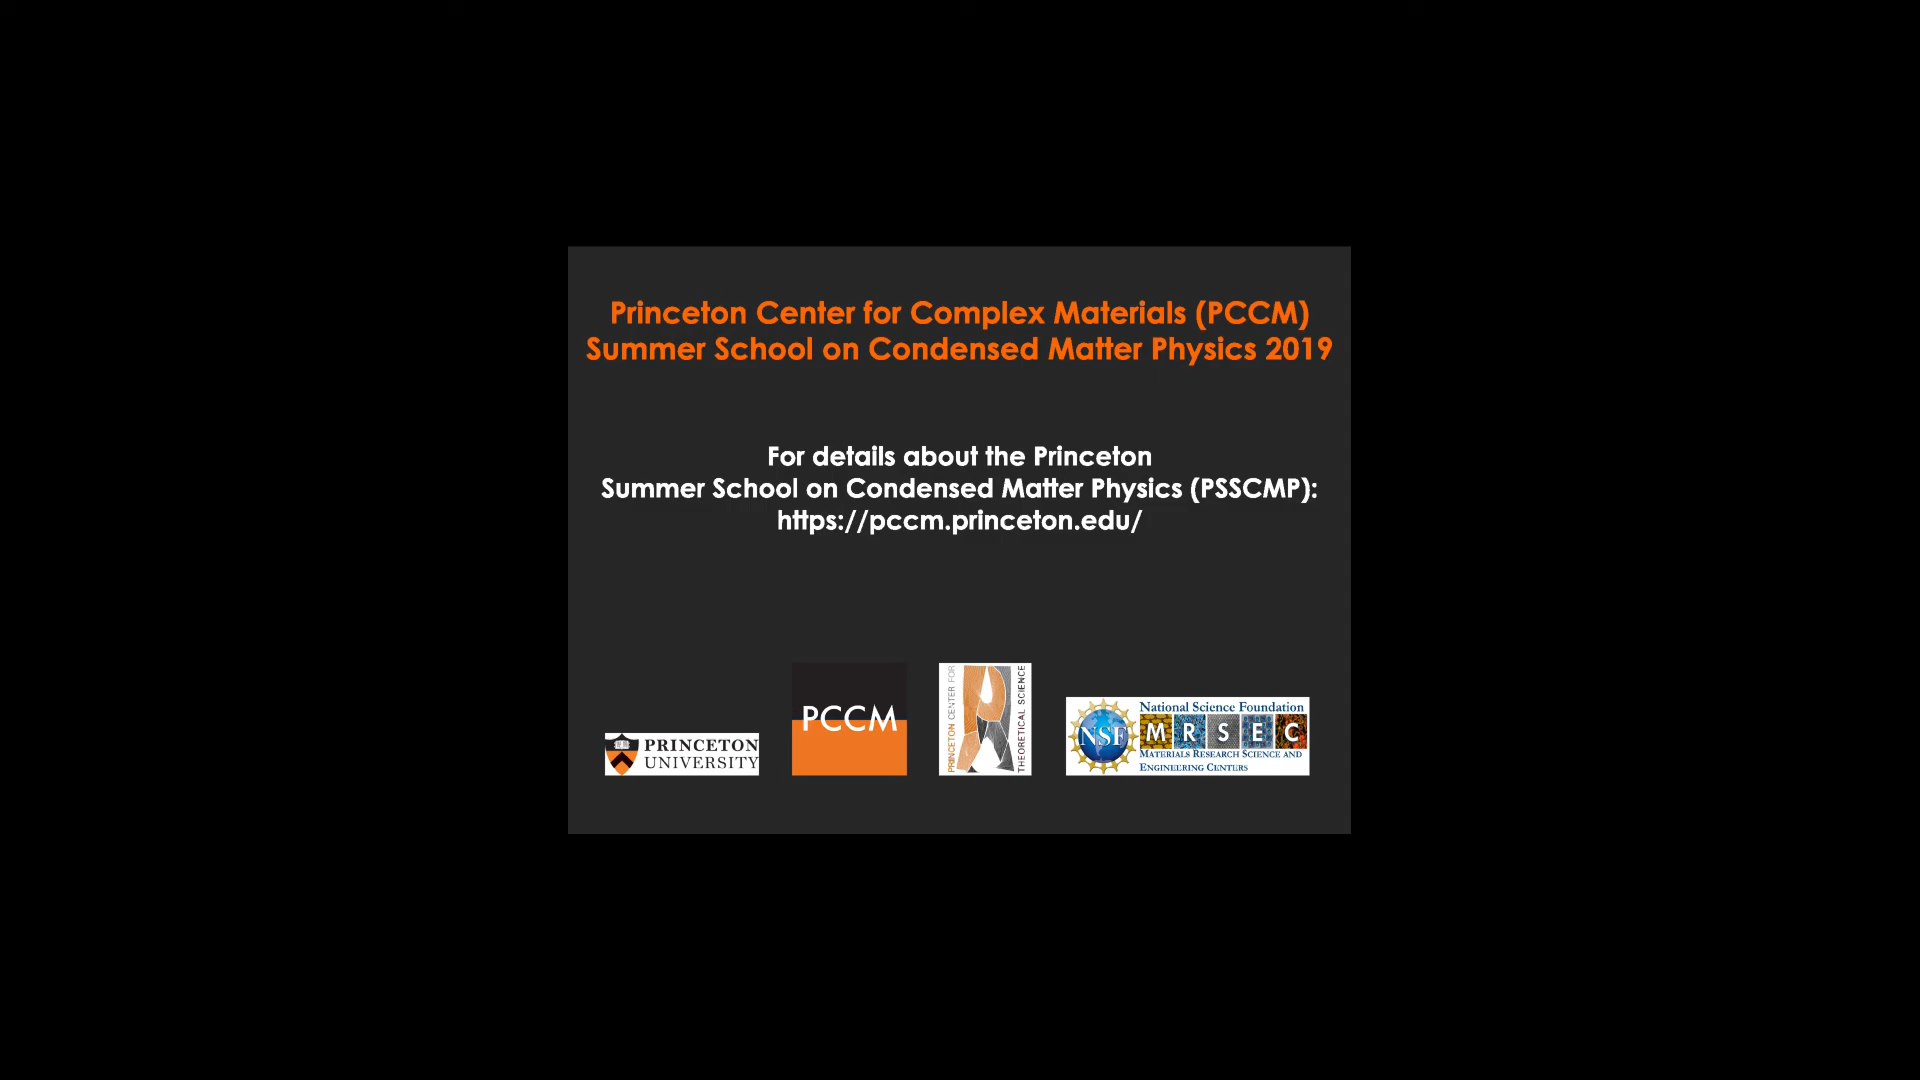 Princeton Center for Complex Materials (PCCM)
Summer School on Condensed Matter Physics 2019
For details about the Princeton
Summer School on Condensed Matter Physics (PSSCMP):
https://pccm.princeton.edu/
PRINCETON
UNIVERSITY
PCCM
PRINCETON CENTER FOR
THEORETICAL SCIENCE
NSF
National Science Foundation
MRSEC
Materials Research Science and
Engineering Centers